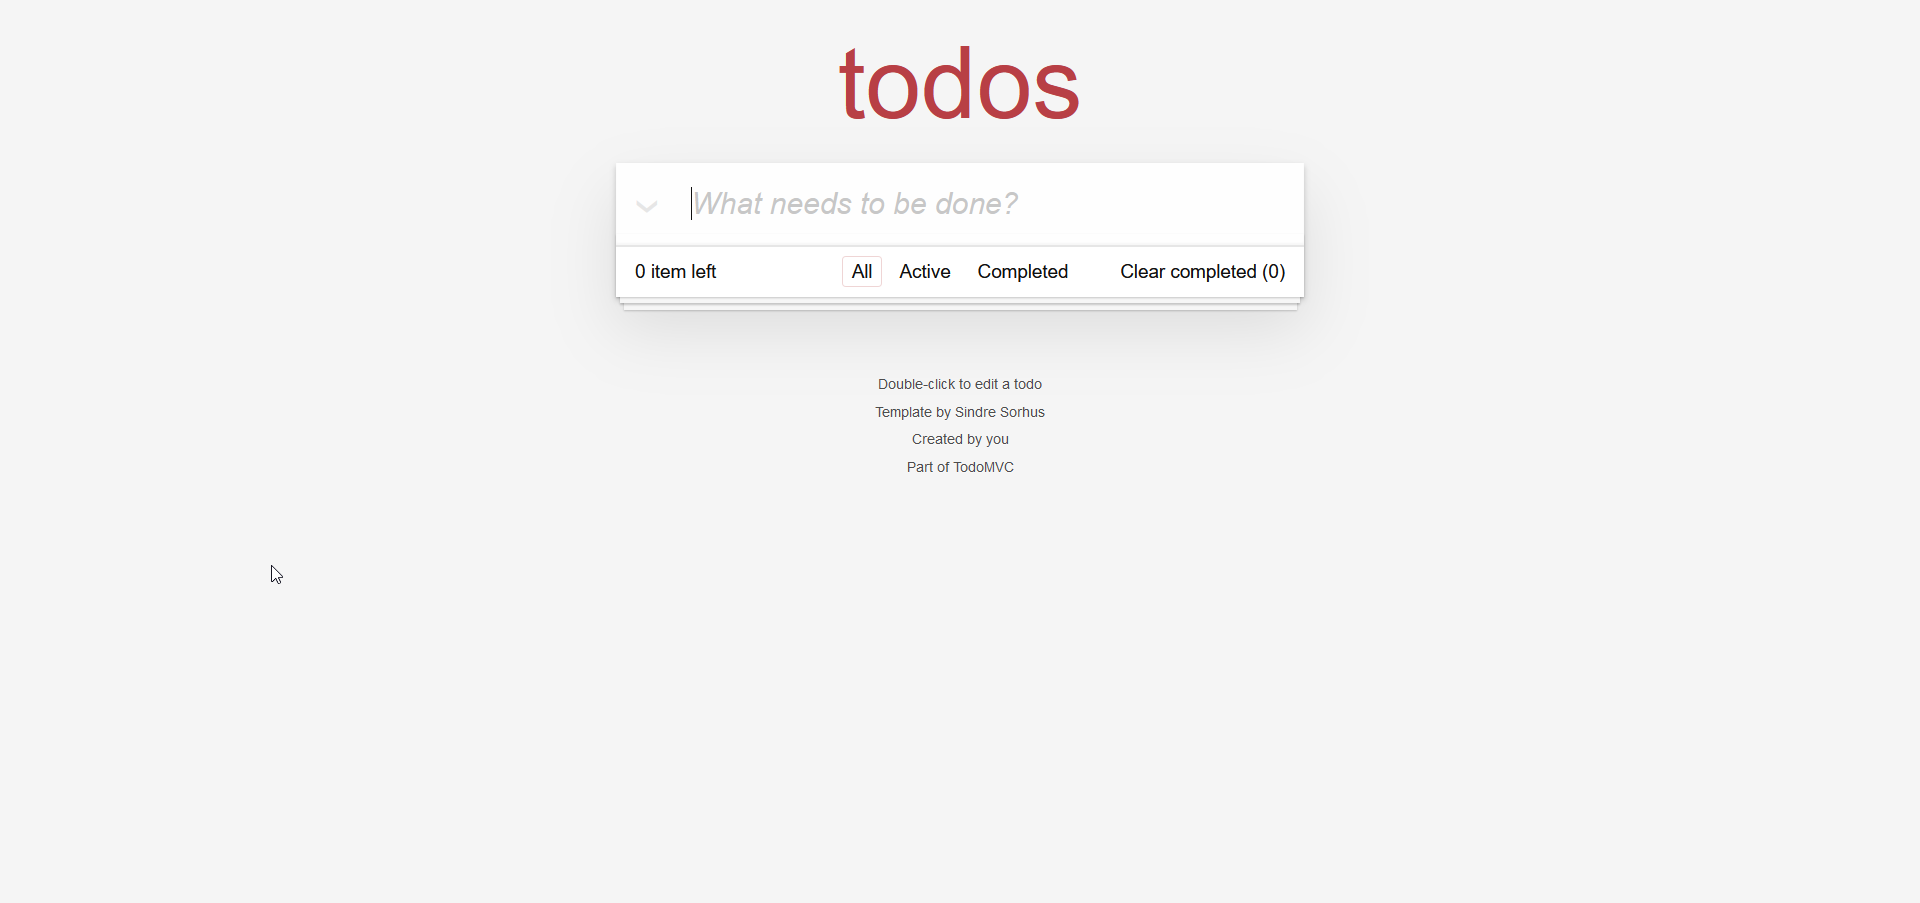 todos
What needs to be done?
0 item left All Active Completed Clear completed (0)
Double-click to edit a todo
Template by Sindre Sorhus
Created by you
Part of TodoMVC